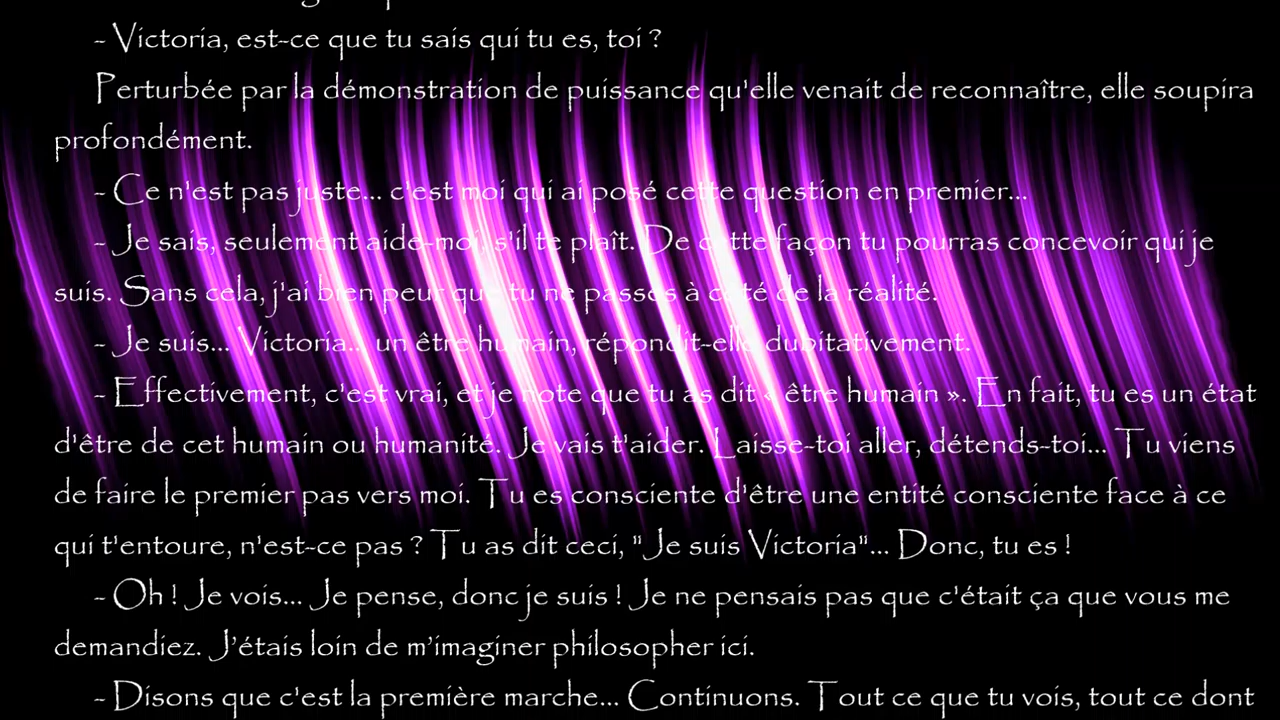 - Victoria, est-ce que tu sais qui tu es, toi ?
Perturbée par la démonstration de puissance qu'elle venait de reconnaître, elle soupira
profondément.
- Ce n'est pas juste... c'est moi qui ai posé cette question en premier...
- Je sais, seulement aide-moi, s'il te plaît. De cette façon tu pourras concevoir qui je
suis. Sans cela, j'ai bien peur que tu ne passes à côté de la réalité.
- Je suis... Victoria... un être humain, répondit-elle dubitativement.
- Effectivement, c'est vrai, et je note que tu as dit « être humain ». En fait, tu es un état
d'être de cet humain ou humanité. Je vais t'aider. Laisse-toi aller, détends-toi... Tu viens
de faire le premier pas vers moi. Tu es consciente d'être une entité consciente face à ce
qui t'entoure, n'est-ce pas ? Tu as dit ceci, "Je suis Victoria"... Donc, tu es !
- Oh ! Je vois... Je pense, donc je suis ! Je ne pensais pas que c'était ça que vous me
demandiez. J'étais loin de m'imaginer philosopher ici.
- Disons que c'est la première marche... Continuons. Tout ce que tu vois, tout ce dont